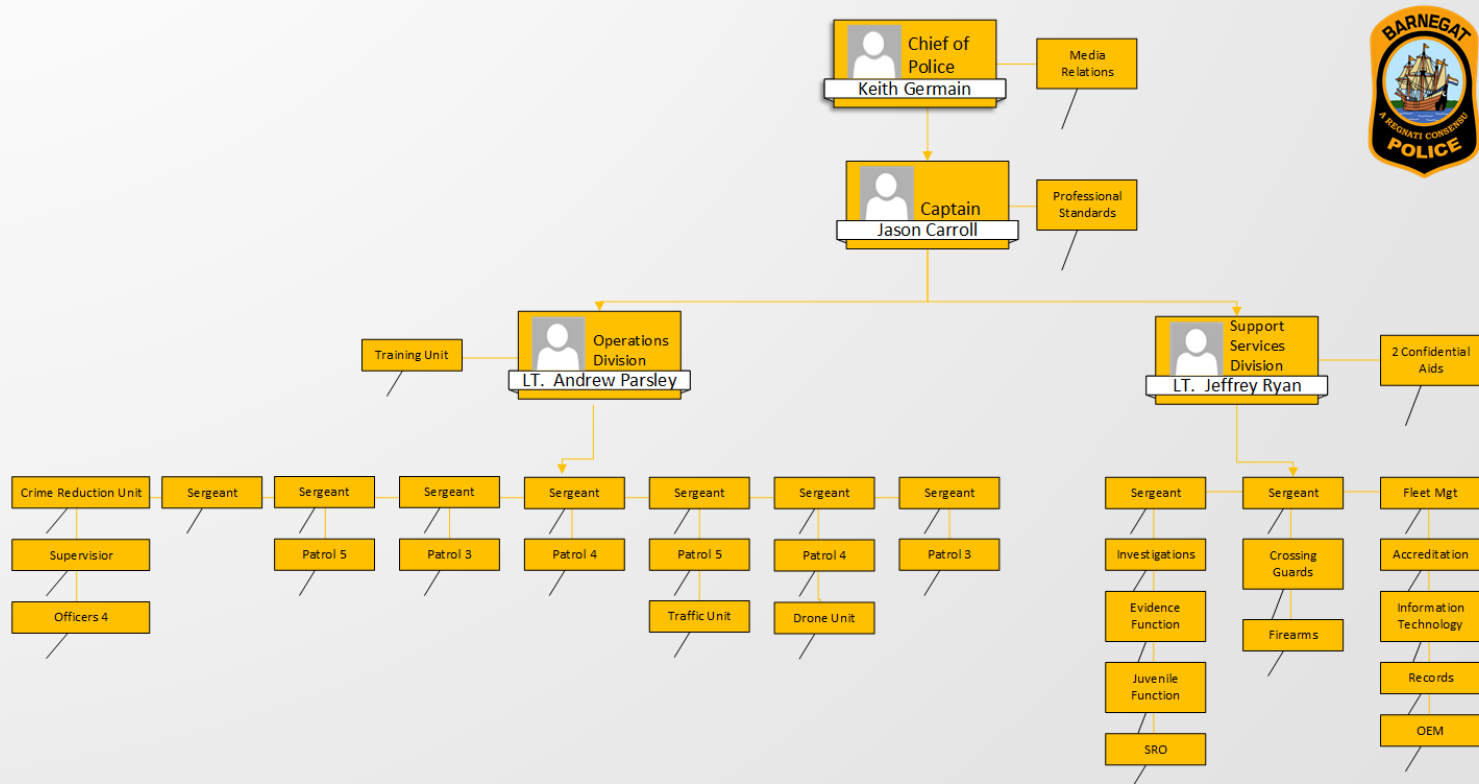 BARNEGAT
A REGNATI CONSENSU
POLICE
Chief of
Police
Keith Germain
Media
Relations
Captain
Jason Carroll
Professional
Standards
Training Unit
Operations
Division
LT.  Andrew Parsley
Support
Services
Division
LT.  Jeffrey Ryan
2 Confidential
Aids
Crime Reduction Unit
Sergeant
Sergeant
Sergeant
Sergeant
Sergeant
Sergeant
Sergeant
Sergeant
Sergeant
Fleet Mgt
Supervisior
Patrol 5
Patrol 3
Patrol 4
Patrol 5
Patrol 4
Patrol 3
Investigations
Crossing
Guards
Accreditation
Officers 4
Traffic Unit
Drone Unit
Evidence
Function
Firearms
Information
Technology
Juvenile
Function
Records
SRO
OEM